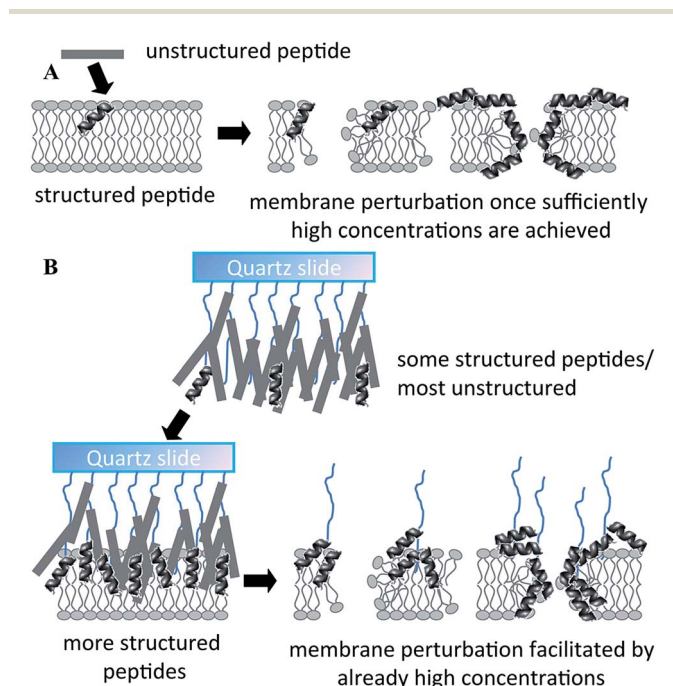 unstructured peptide
A
structured peptide
membrane perturbation once sufficiently
high concentrations are achieved
B
Quartz slide
some structured peptides/
most unstructured
Quartz slide
more structured
peptides
membrane perturbation facilitated by
already high concentrations